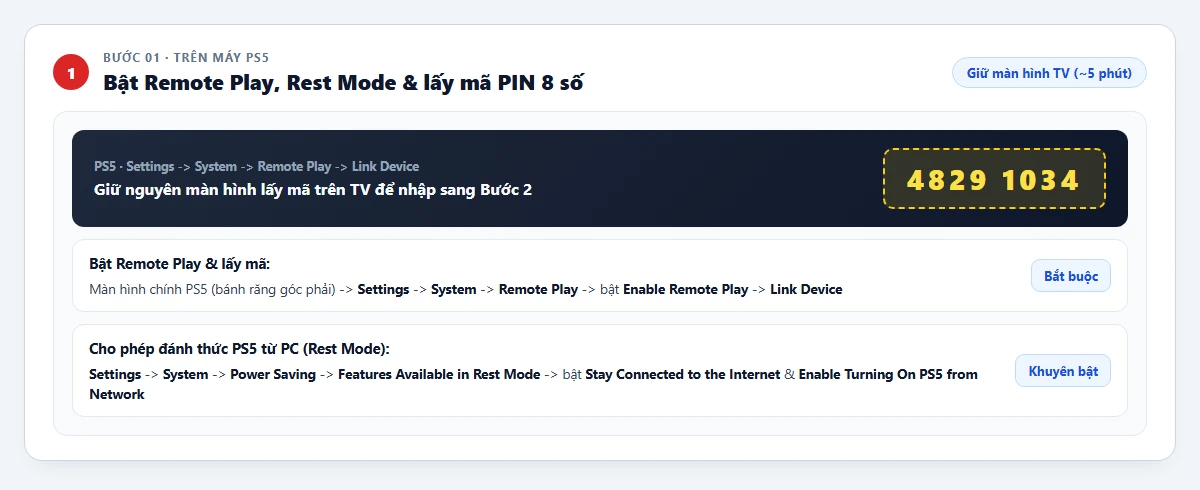 1
BƯỚC 01 · TRÊN MÁY PS5
Bật Remote Play, Rest Mode & lấy mã PIN 8 số
Giữ màn hình TV (~5 phút)
PS5 · Settings -> System -> Remote Play -> Link Device
Giữ nguyên màn hình lấy mã trên TV để nhập sang Bước 2
4829 1034
Bật Remote Play & lấy mã:
Màn hình chính PS5 (bánh răng góc phải) -> Settings -> System -> Remote Play -> bật Enable Remote Play -> Link Device
Bắt buộc
Cho phép đánh thức PS5 từ PC (Rest Mode):
Settings -> System -> Power Saving -> Features Available in Rest Mode -> bật Stay Connected to the Internet & Enable Turning On PS5 from
Network
Khuyên bật